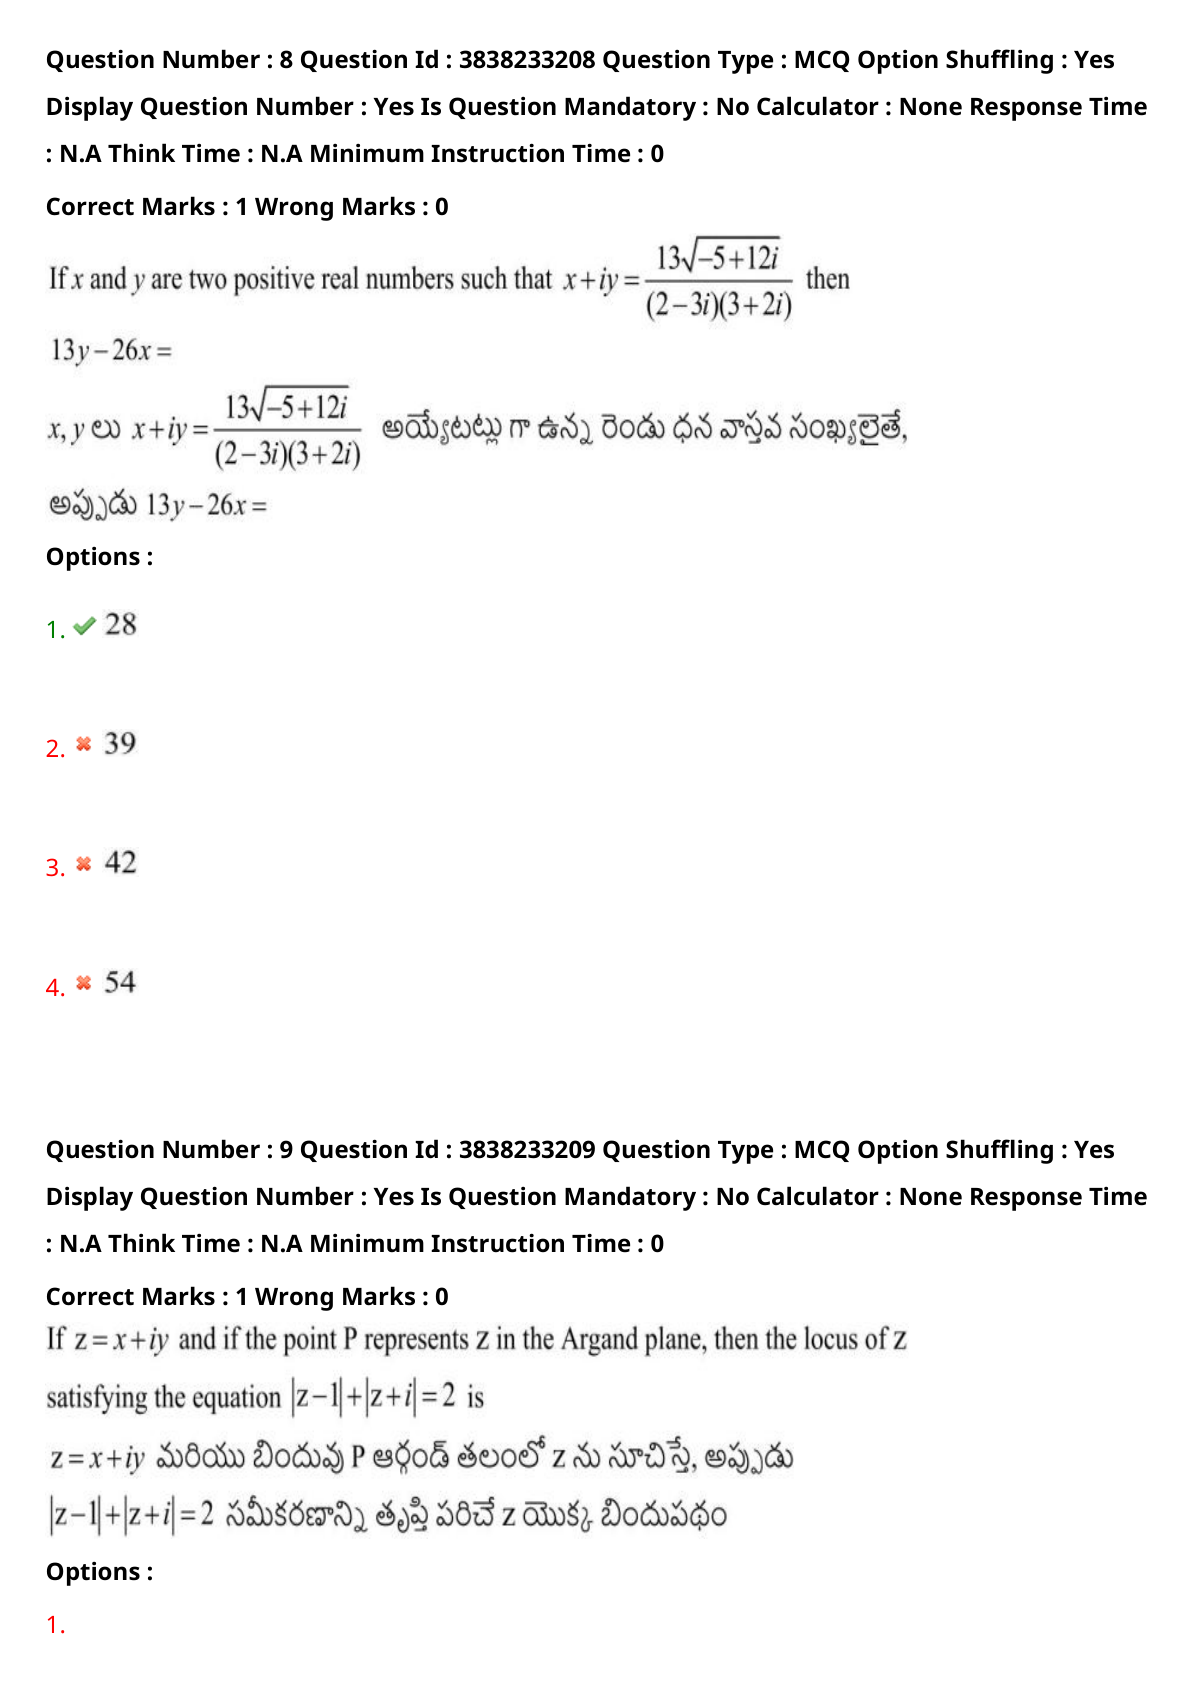 Question Number : 8 Question Id : 3838233208 Question Type : MCQ Option Shuffling : Yes
Display Question Number : Yes Is Question Mandatory : No Calculator : None Response Time
: N.A Think Time : N.A Minimum Instruction Time : 0
Correct Marks : 1 Wrong Marks : 0
If x and y are two positive real numbers such that x+iy = \frac{13\sqrt{-5+12i}}{(2-3i)(3+2i)} then
13y – 26x =
x, y లు x+iy = \frac{13\sqrt{-5+12i}}{(2-3i)(3+2i)} అయ్యేటట్లు గా ఉన్న రెండు ధన వాస్తవ సంఖ్యలైతే,
అప్పుడు 13y – 26x =
Options :
1. 28
2. 39
3. 42
4. 54
Question Number : 9 Question Id : 3838233209 Question Type : MCQ Option Shuffling : Yes
Display Question Number : Yes Is Question Mandatory : No Calculator : None Response Time
: N.A Think Time : N.A Minimum Instruction Time : 0
Correct Marks : 1 Wrong Marks : 0
If z = x+iy and if the point P represents z in the Argand plane, then the locus of z
satisfying the equation |z–1|+|z+i| = 2 is
z = x+iy మరియు బిందువు P ఆర్గండ్ తలంలో z ను సూచిస్తే, అప్పుడు
|z–1|+|z+i| = 2 సమీకరణాన్ని తృప్తి పరిచే z యొక్క బిందుపథం
Options :
1.